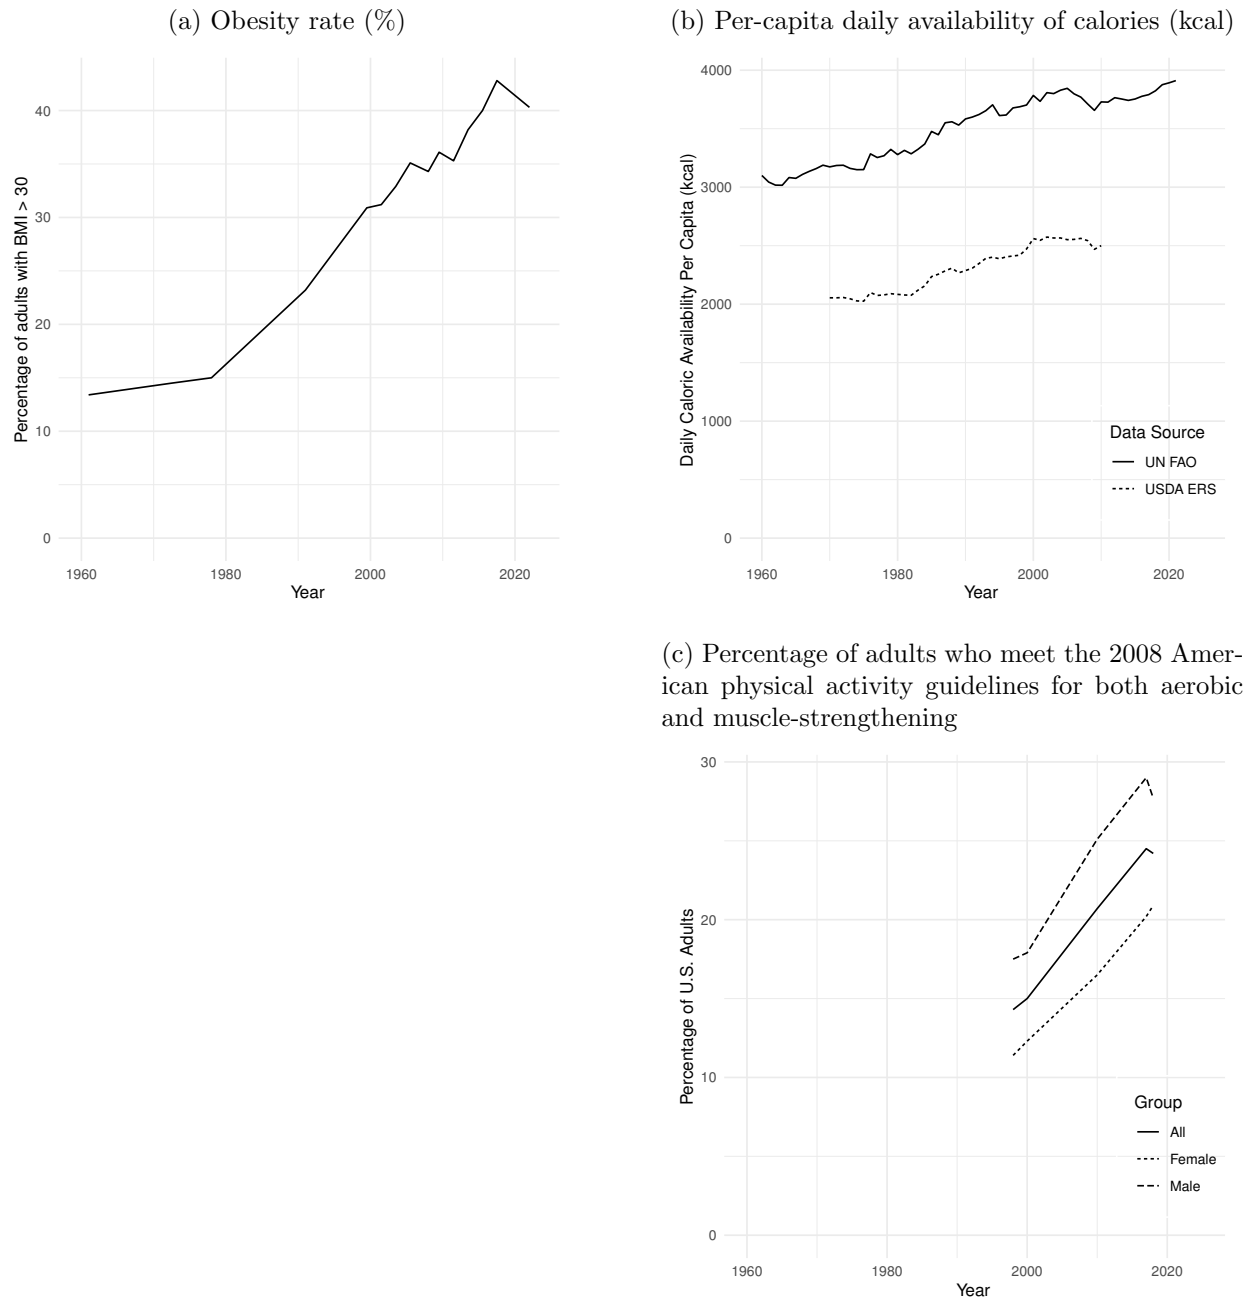 (a) Obesity rate (%)
Percentage of adults with BMI > 30
40
30
20
10
0
1960
1980
2000
2020
Year
(b) Per-capita daily availability of calories (kcal)
Daily Caloric Availability Per Capita (kcal)
4000
3000
2000
1000
0
Data Source
UN FAO
USDA ERS
1960
1980
2000
2020
Year
(c) Percentage of adults who meet the 2008 Amer-
ican physical activity guidelines for both aerobic
and muscle-strengthening
Percentage of U.S. Adults
30
20
10
0
Group
All
Female
Male
1960
1980
2000
2020
Year